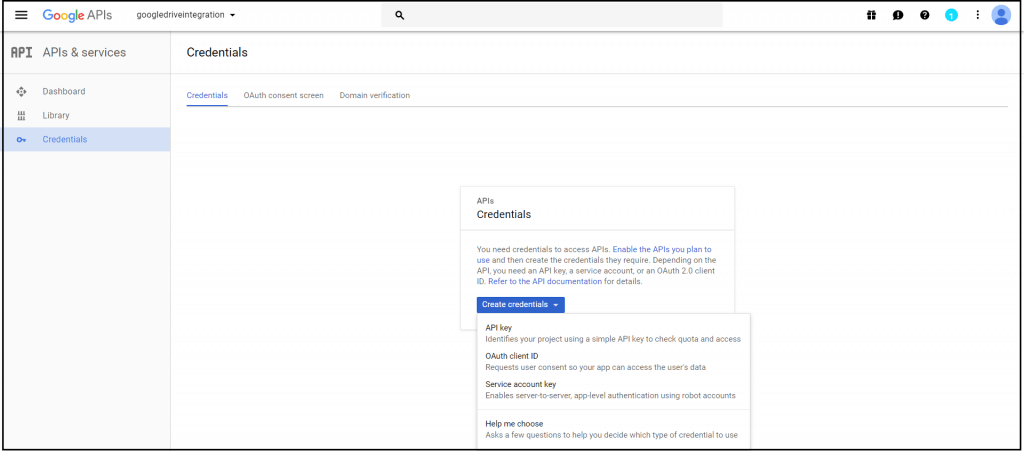 Google APIs
googledriveintegration
1
API APIs & services
Credentials
Dashboard
Library
Credentials
Credentials
OAuth consent screen
Domain verification
APIs
Credentials
You need credentials to access APIs. Enable the APIs you plan to
use and then create the credentials they require. Depending on the
API, you need an API key, a service account, or an OAuth 2.0 client
ID. Refer to the API documentation for details.
Create credentials
API key
Identifies your project using a simple API key to check quota and access
OAuth client ID
Requests user consent so your app can access the user's data
Service account key
Enables server-to-server, app-level authentication using robot accounts
Help me choose
Asks a few questions to help you decide which type of credential to use